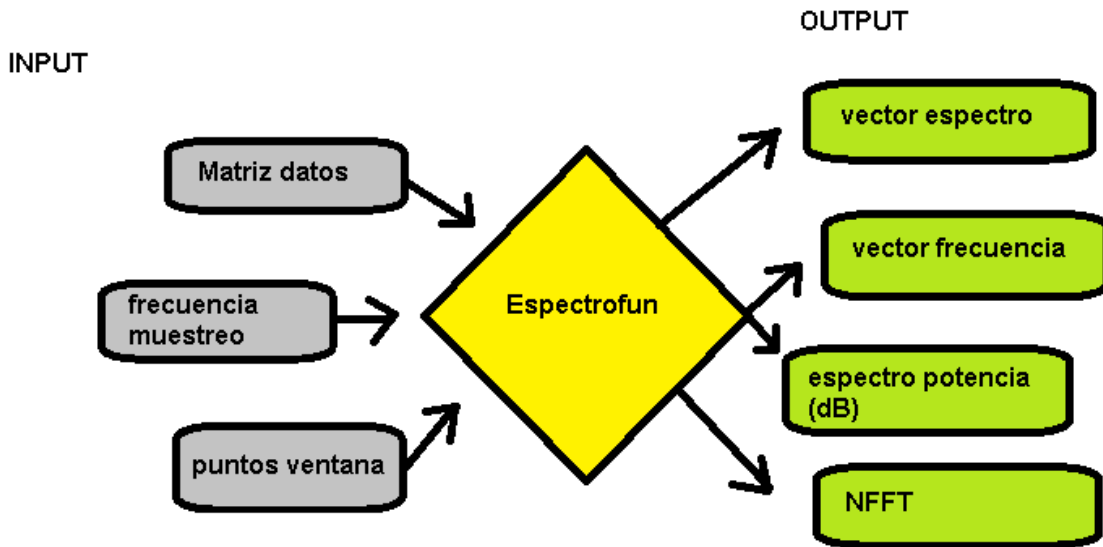 OUTPUT
INPUT
vector espectro
Matriz datos
vector frecuencia
frecuencia
muestreo
Espectrofun
espectro potencia
(dB)
puntos ventana
NFFT